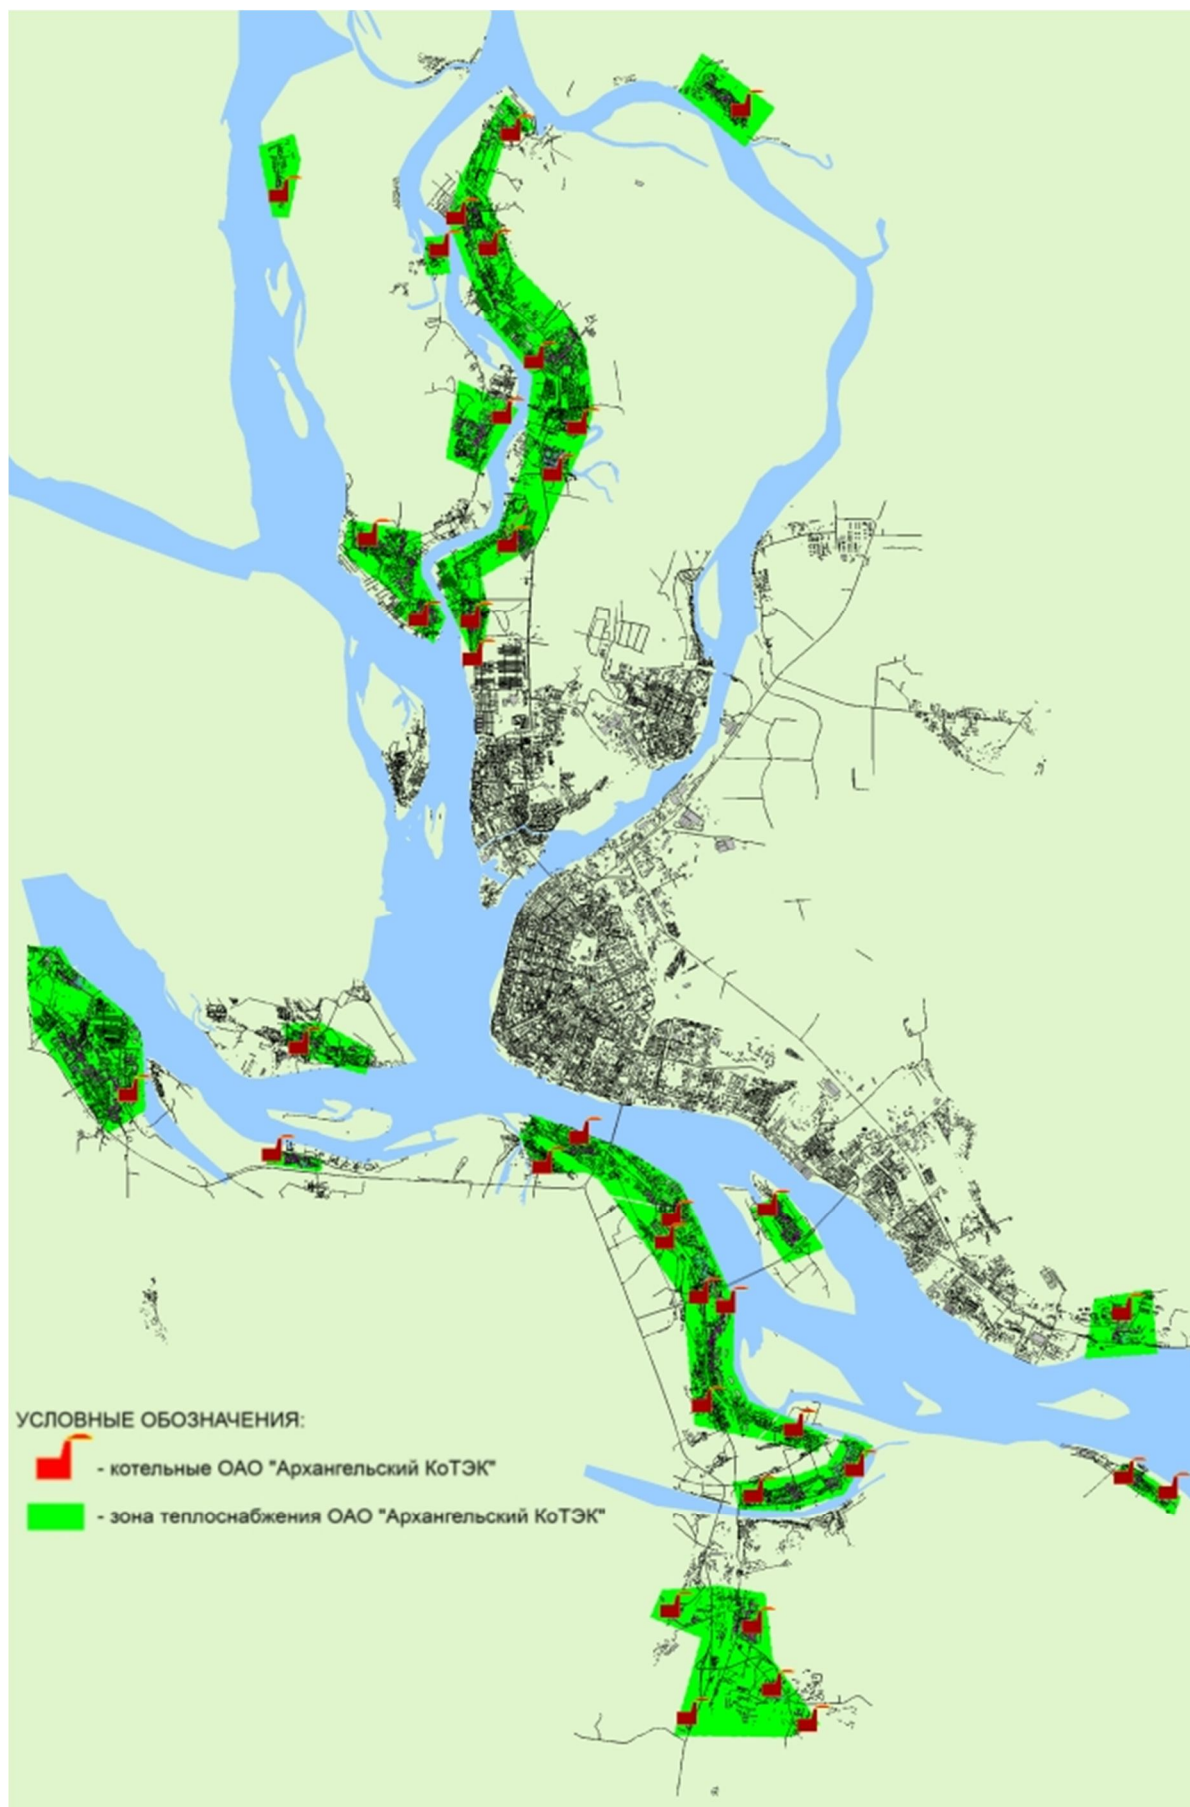 УСЛОВНЫЕ ОБОЗНАЧЕНИЯ:
- котельные ОАО "Архангельский КоТЭК"
- зона теплоснабжения ОАО "Архангельский КоТЭК"